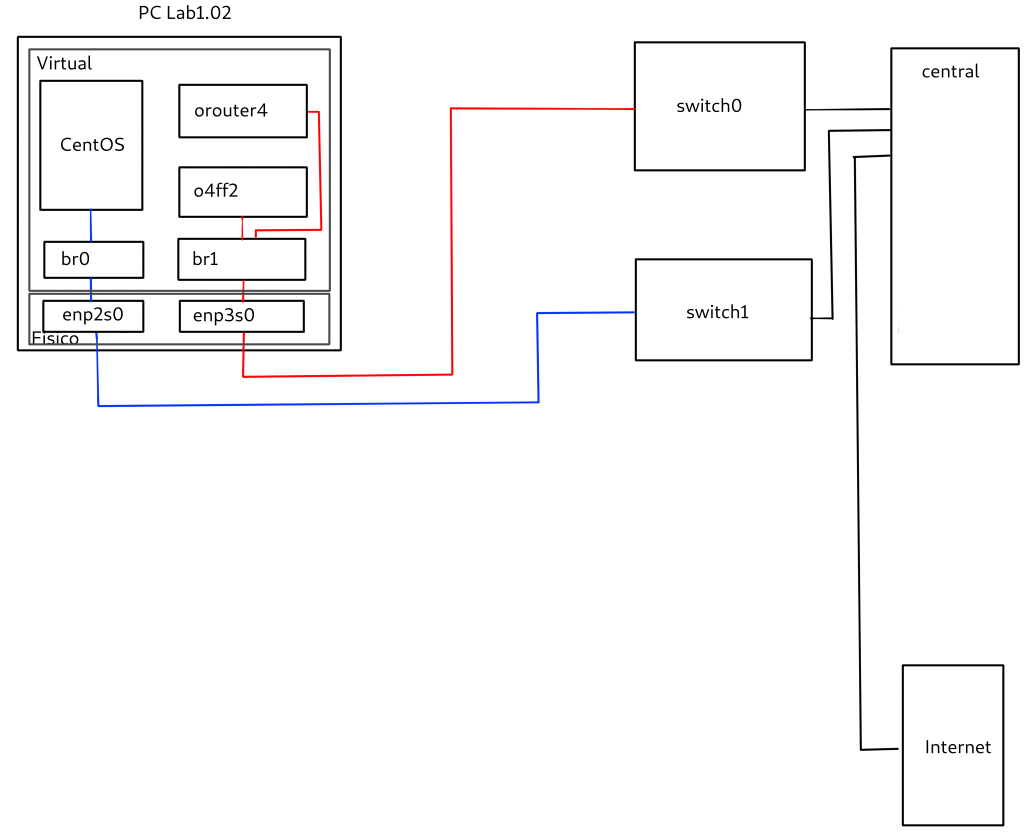 PC Lab1.02
Virtual
CentOS
orouter4
o4ff2
br0
br1
enp2s0
enp3s0
Fisico
switch0
switch1
central
Internet